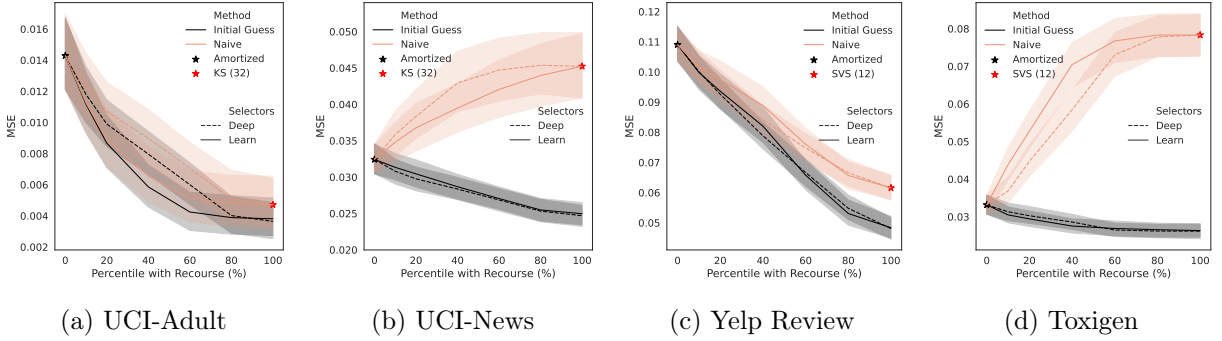 0.016
0.014
0.012
0.010
0.008
0.006
0.004
0.002
MSE
Method
Initial Guess
Naive
Amortized
KS (32)
Selectors
Deep
Learn
0 20 40 60 80 100
Percentile with Recourse (%)
(a) UCI-Adult
0.050
0.045
0.040
0.035
0.030
0.025
0.020
MSE
Method
Initial Guess
Naive
Amortized
KS (32)
Selectors
Deep
Learn
0 20 40 60 80 100
Percentile with Recourse (%)
(b) UCI-News
0.12
0.11
0.10
0.09
0.08
0.07
0.06
0.05
MSE
Method
Initial Guess
Naive
Amortized
SVS (12)
Selectors
Deep
Learn
0 20 40 60 80 100
Percentile with Recourse (%)
(c) Yelp Review
0.08
0.07
0.06
0.05
0.04
0.03
MSE
Method
Initial Guess
Naive
Amortized
SVS (12)
Selectors
Deep
Learn
0 20 40 60 80 100
Percentile with Recourse (%)
(d) Toxigen